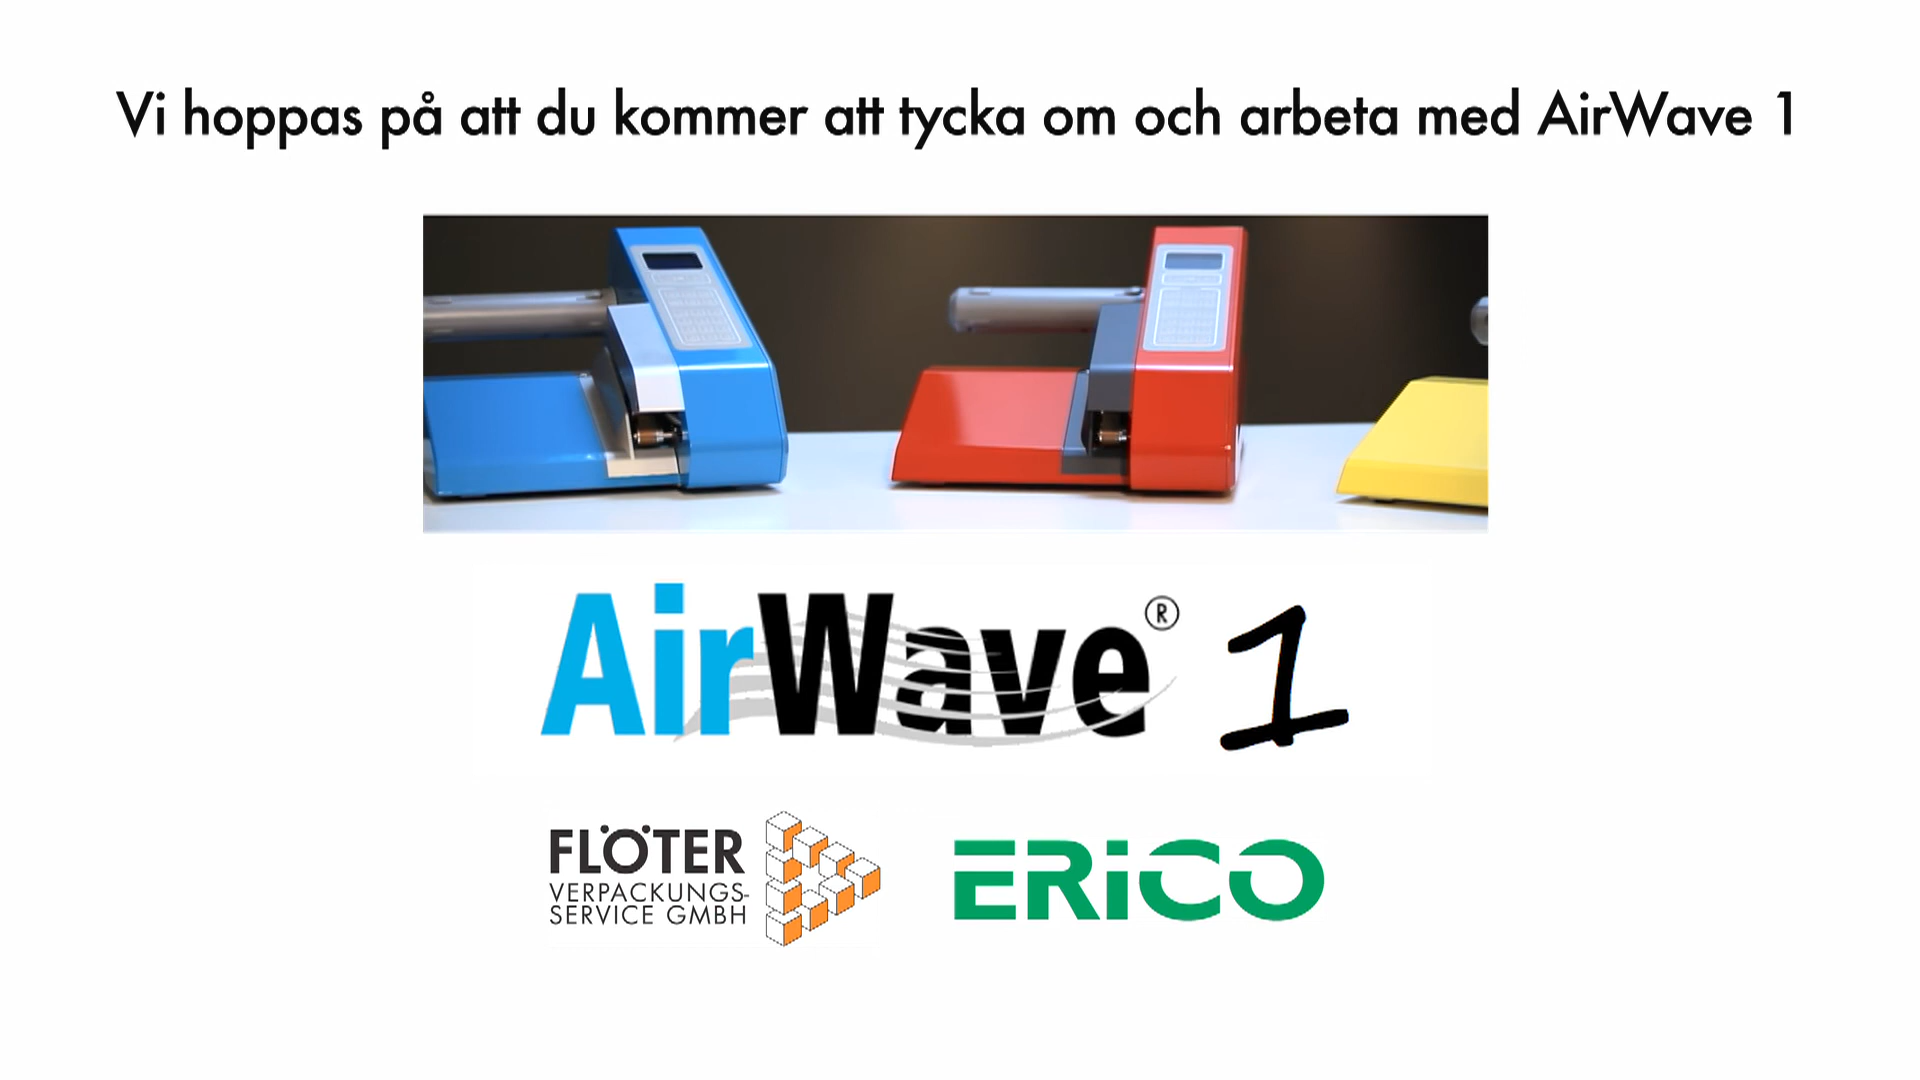 Vi hoppas på att du kommer att tycka om och arbeta med AirWave 1
AirWave® 1
FLÖTER
VERPACKUNGS-
SERVICE GMBH
ERiCO